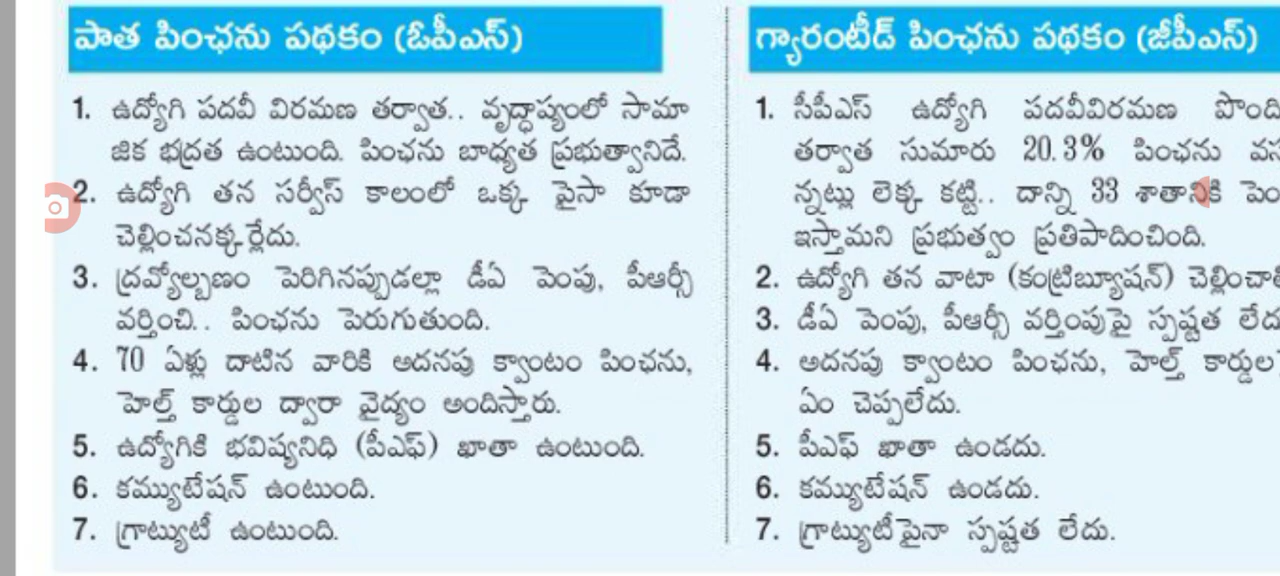 పాత పింఛను పథకం (ఓపీఎస్)
1. ఉద్యోగి పదవీ విరమణ తర్వాత.. వృద్ధాప్యంలో సామా
జిక భద్రత ఉంటుంది. పింఛను బాధ్యత ప్రభుత్వానిదే.
2. ఉద్యోగి తన సర్వీస్ కాలంలో ఒక్క పైసా కూడా
చెల్లించనక్కర్లేదు.
3. ద్రవ్యోల్బణం పెరిగినప్పుడల్లా డీఏ పెంపు, పీఆర్సీ
వర్తించి.. పింఛను పెరుగుతుంది.
4. 70 ఏళ్లు దాటిన వారికి అదనపు క్వాంటం పింఛను,
హెల్త్ కార్డుల ద్వారా వైద్యం అందిస్తారు.
5. ఉద్యోగికి భవిష్యనిధి (పీఎఫ్) ఖాతా ఉంటుంది.
6. కమ్యుటేషన్ ఉంటుంది.
7. గ్రాట్యుటీ ఉంటుంది.
గ్యారంటీడ్ పింఛను పథకం (జీపీఎస్)
1. సీపీఎస్ ఉద్యోగి పదవీవిరమణ
తర్వాత సుమారు 20.3% పింఛను
న్నట్లు లెక్క కట్టి.. దాన్ని 33 శాతానికి
ఇస్తామని ప్రభుత్వం ప్రతిపాదించింది.
2. ఉద్యోగి తన వాటా (కంట్రిబ్యూషన్)
3. డీఏ పెంపు, పీఆర్సీ వర్తింపుపై స్పష్టత
4. అదనపు క్వాంటం పింఛను, హెల్త్
ఏం చెప్పలేదు.
5. పీఎఫ్ ఖాతా ఉండదు.
6. కమ్యుటేషన్ ఉండదు.
7. గ్రాట్యుటీపైనా స్పష్టత లేదు.